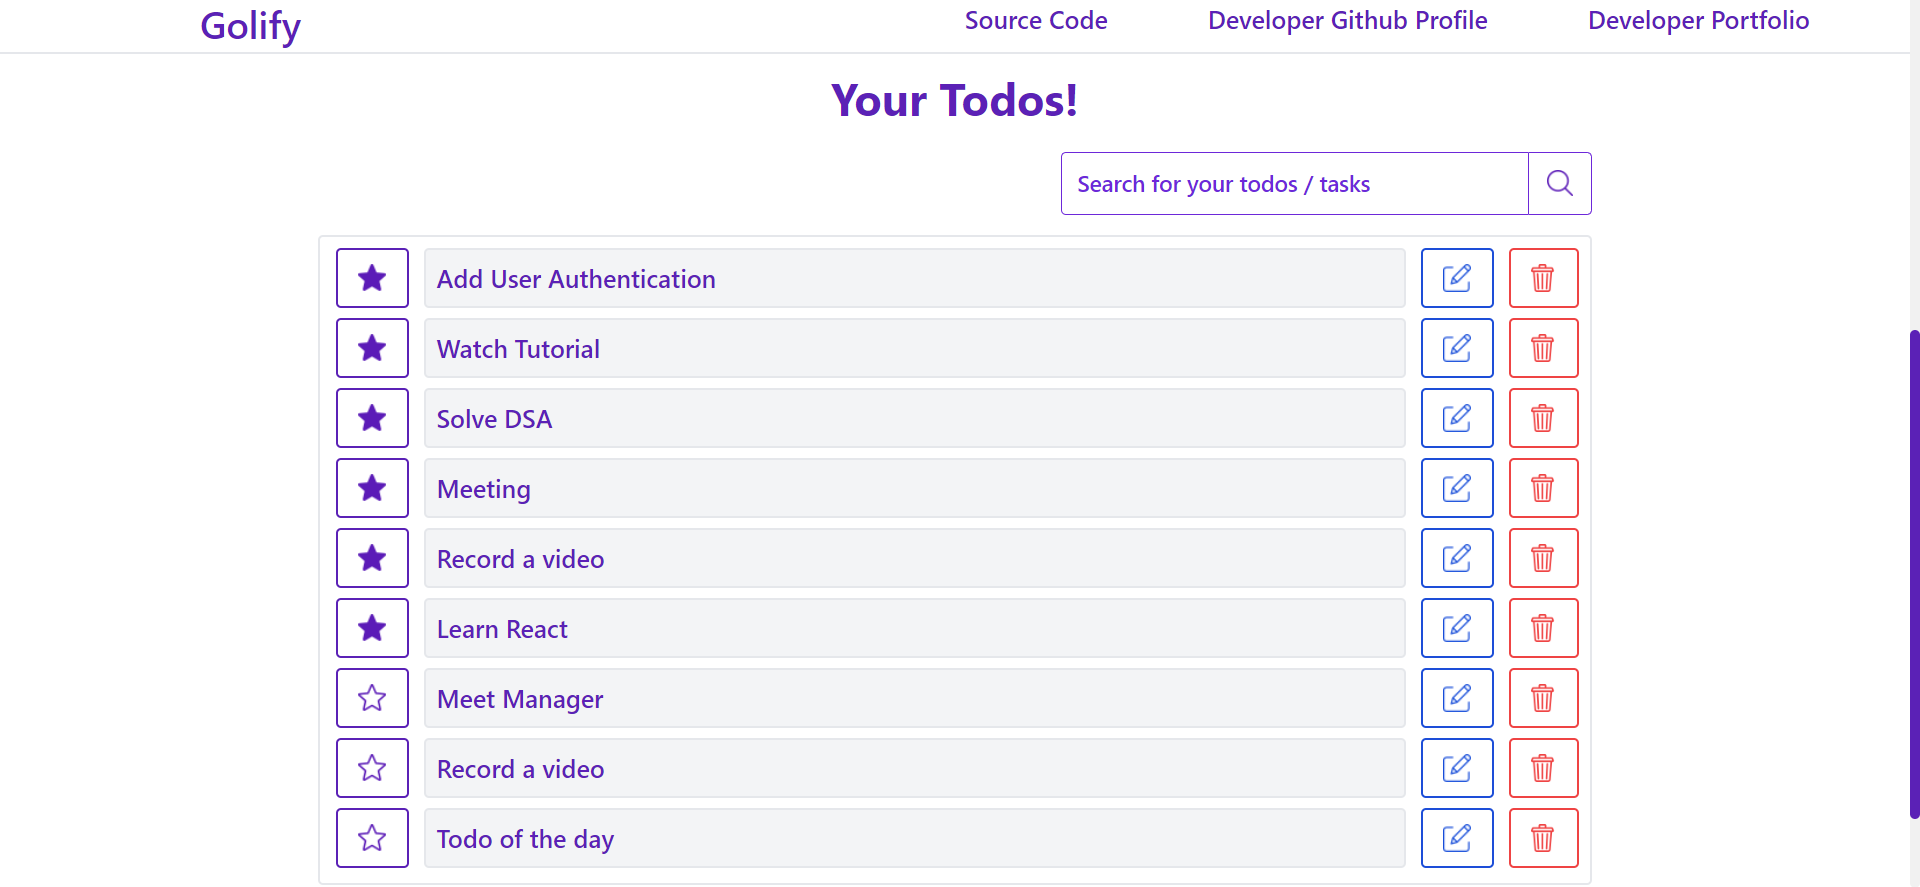 Golify
Source Code
Developer Github Profile
Developer Portfolio
Your Todos!
Search for your todos / tasks
Add User Authentication
Watch Tutorial
Solve DSA
Meeting
Record a video
Learn React
Meet Manager
Record a video
Todo of the day